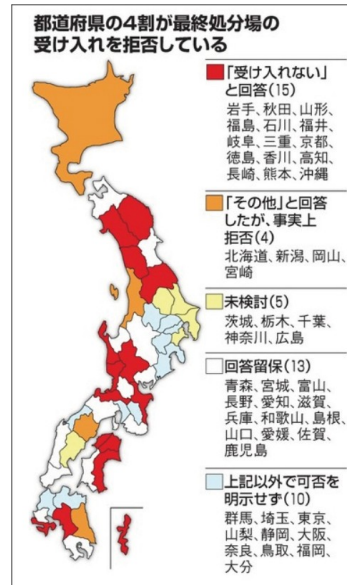 都道府県の4割が最終処分場の
受け入れを拒否している
「受け入れない」
と回答(15)
岩手、秋田、山形、
福島、石川、福井、
岐阜、三重、京都、
徳島、香川、高知、
長崎、熊本、沖縄
「その他」と回答
したが、事実上
拒否(4)
北海道、新潟、岡山、
宮崎
未検討(5)
茨城、栃木、千葉、
神奈川、広島
回答留保(13)
青森、宮城、富山、
長野、愛知、滋賀、
兵庫、和歌山、島根、
山口、愛媛、佐賀、
鹿児島
上記以外で可否を
明示せず(10)
群馬、埼玉、東京、
山梨、静岡、大阪、
奈良、鳥取、福岡、
大分